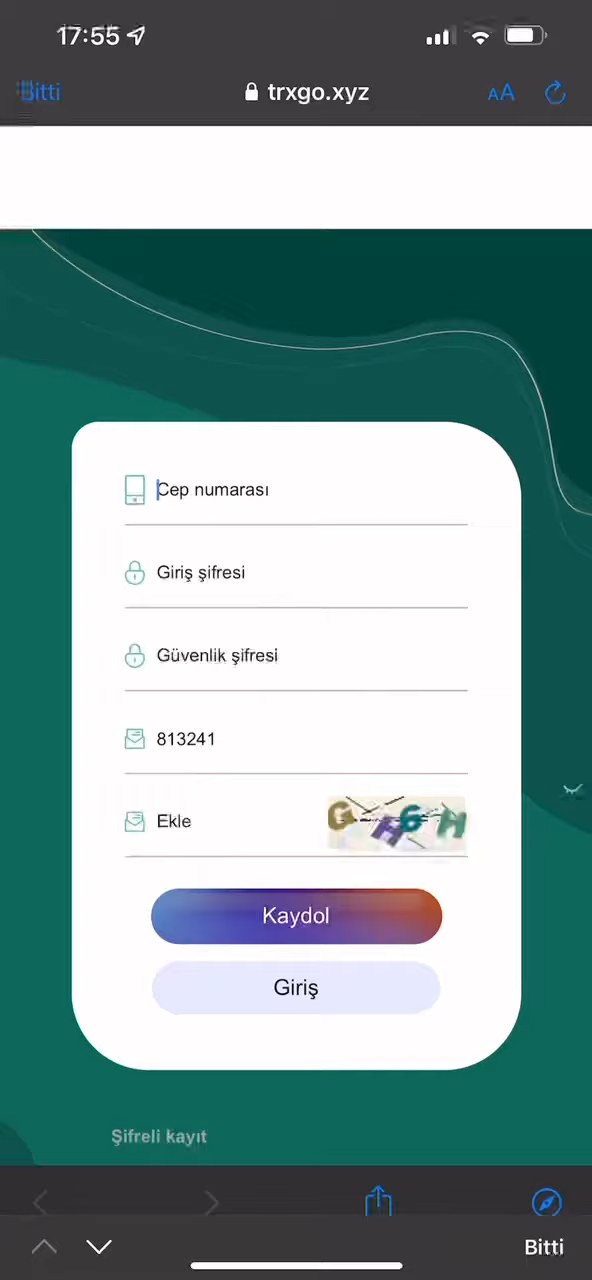 17:55
Bitti
trxgo.xyz
AA
Cep numarası
Giriş şifresi
Güvenlik şifresi
813241
Ekle
GH6H
Kaydol
Giriş
Şifreli kayıt
Bitti